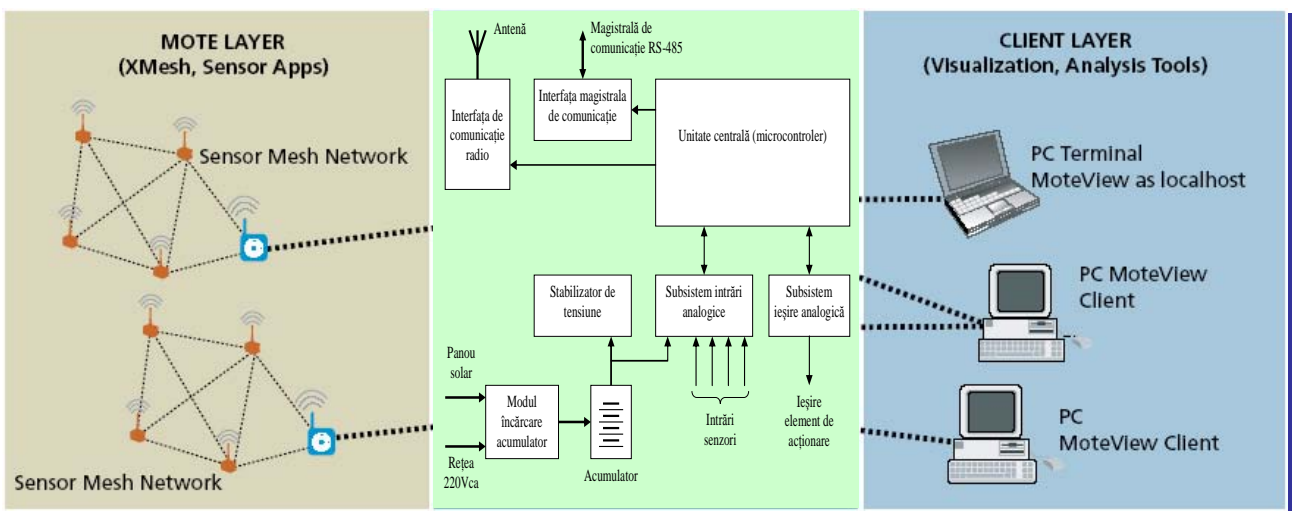 MOTE LAYER
(XMesh, Sensor Apps)
Sensor Mesh Network
Sensor Mesh Network
Antenă
Magistrală de
comunicație RS-485
Interfața de
comunicație
radio
Interfața magistrala
de comunicație
Unitate centrală (microcontroler)
Stabilizator de
tensiune
Subsistem intrări
analogice
Subsistem
ieșire analogică
Panou
solar
Modul
încărcare
acumulator
Rețea
220Vca
Acumulator
Intrări
senzori
Ieșire
element de
acționare
CLIENT LAYER
(Visualization, Analysis Tools)
PC Terminal
MoteView as localhost
PC MoteView
Client
PC
MoteView Client